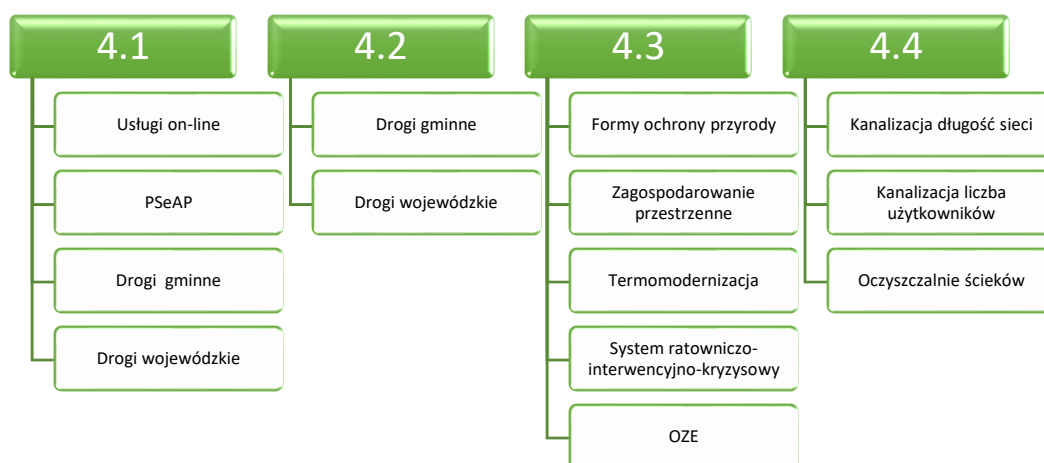 4.1
Usługi on-line
PSeAP
Drogi  gminne
Drogi wojewódzkie
4.2
Drogi gminne
Drogi wojewódzkie
4.3
Formy ochrony przyrody
Zagospodarowanie
przestrzenne
Termomodernizacja
System ratowniczo-
interwencyjno-kryzysowy
OZE
4.4
Kanalizacja długość sieci
Kanalizacja liczba
użytkowników
Oczyszczalnie ścieków